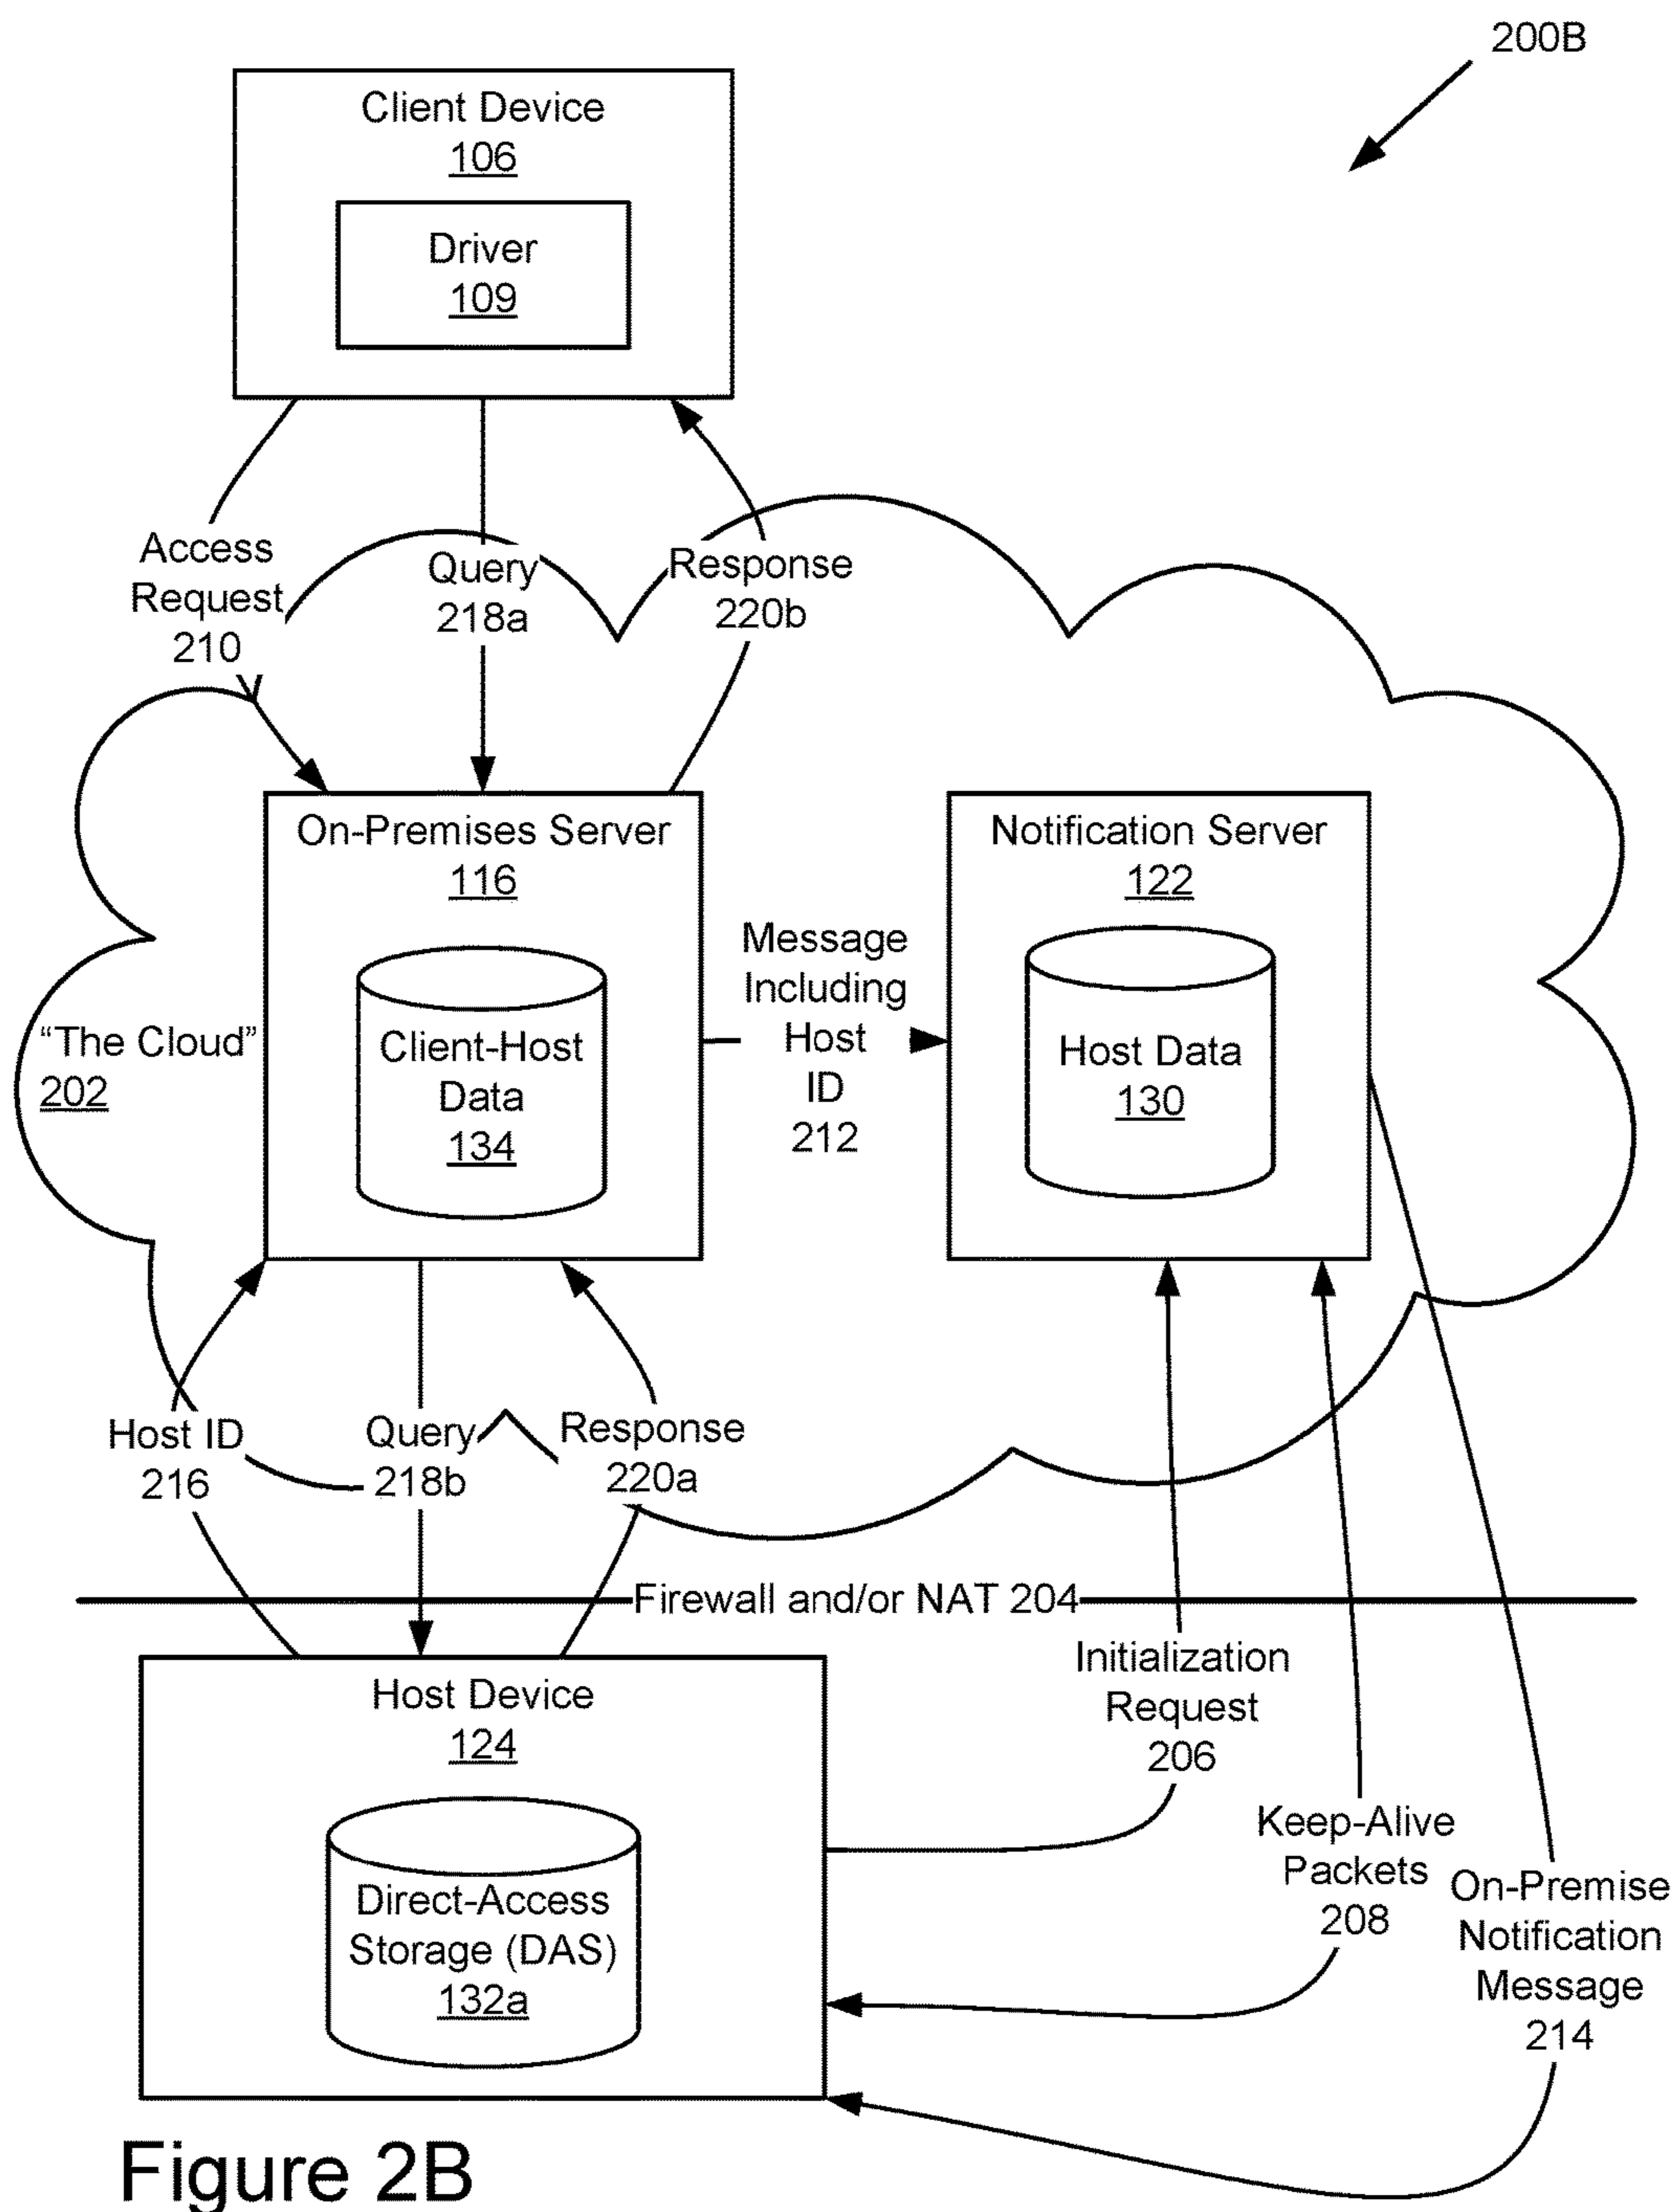 200B
Client Device
106
Driver
109
Access
Request
210
Query
218a
Response
220b
On-Premises Server
116
Client-Host
Data
134
Message
Including
Host
ID
212
Notification Server
122
Host Data
130
“The Cloud”
202
Host ID
216
Query
218b
Response
220a
Firewall and/or NAT 204
Host Device
124
Direct-Access
Storage (DAS)
132a
Initialization
Request
206
Keep-Alive
Packets
208
On-Premise
Notification
Message
214
Figure 2B